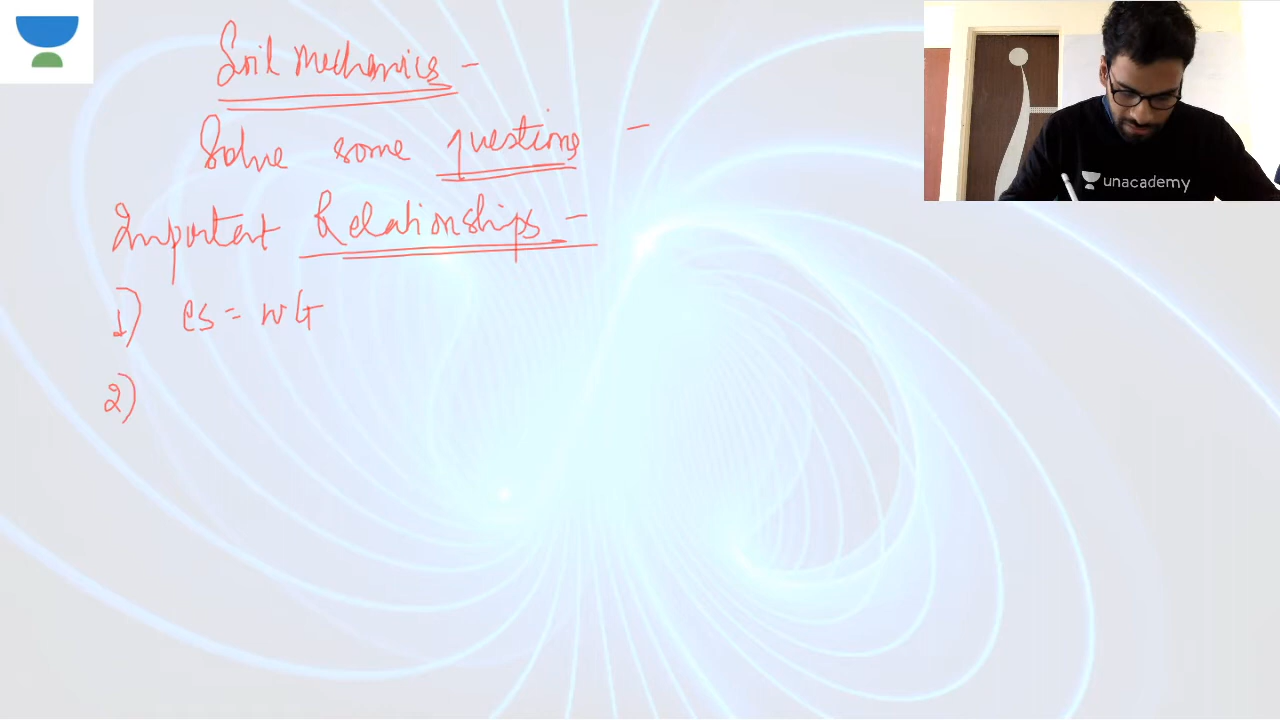 Soil Mechanics -
Solve some questions -
Important Relationships -
1) es = wG
2)
unacademy